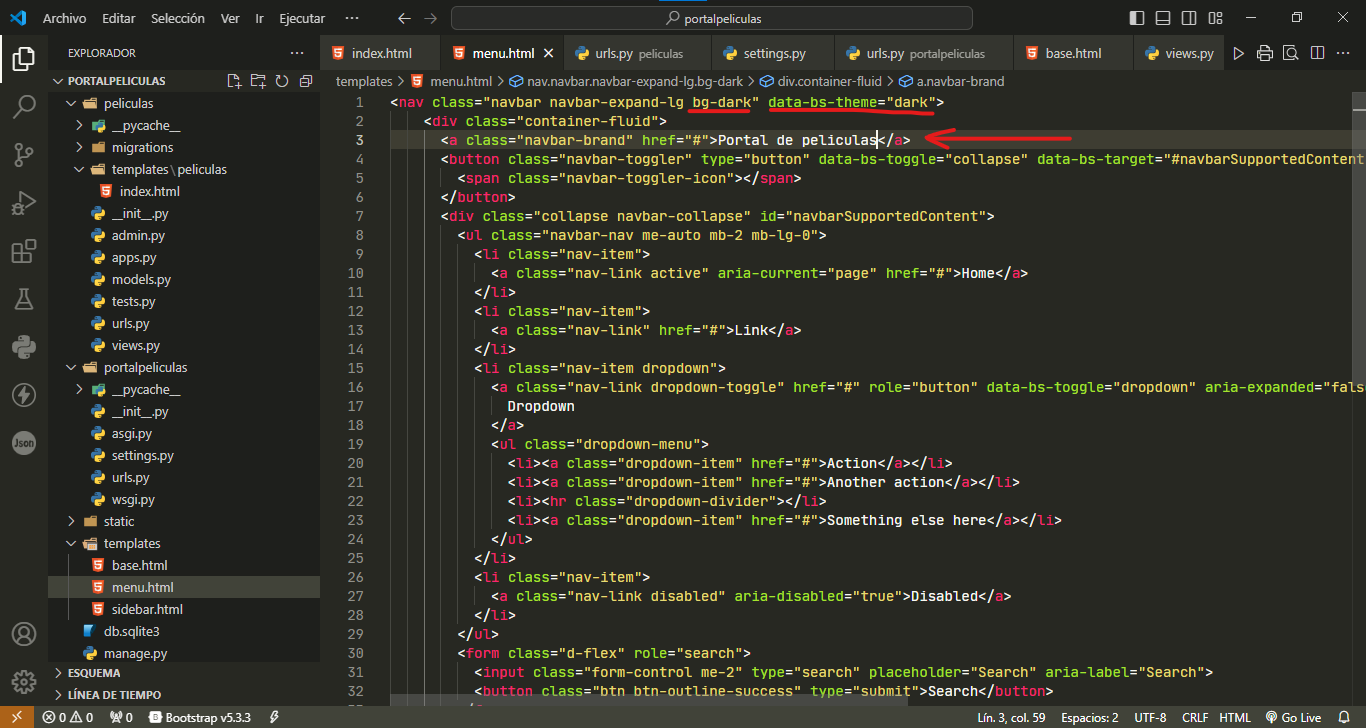 Archivo Editar Selección Ver Ir Ejecutar ··· portalpeliculas
EXPLORADOR ···
PORTALPELICULAS
peliculas
__pycache__
migrations
templates\peliculas
index.html
__init__.py
admin.py
apps.py
models.py
tests.py
urls.py
views.py
portalpeliculas
__pycache__
__init__.py
asgi.py
settings.py
urls.py
wsgi.py
static
templates
base.html
menu.html
sidebar.html
db.sqlite3
manage.py
ESQUEMA
LÍNEA DE TIEMPO
Json
index.html menu.html urls.py peliculas settings.py urls.py portalpeliculas base.html views.py
templates > menu.html > nav.navbar.navbar-expand-lg.bg-dark > div.container-fluid > a.navbar-brand
1 <nav class="navbar navbar-expand-lg bg-dark" data-bs-theme="dark">
2 <div class="container-fluid">
3 <a class="navbar-brand" href="#">Portal de peliculas</a>
4 <button class="navbar-toggler" type="button" data-bs-toggle="collapse" data-bs-target="#navbarSupportedContent
5 <span class="navbar-toggler-icon"></span>
6 </button>
7 <div class="collapse navbar-collapse" id="navbarSupportedContent">
8 <ul class="navbar-nav me-auto mb-2 mb-lg-0">
9 <li class="nav-item">
10 <a class="nav-link active" aria-current="page" href="#">Home</a>
11 </li>
12 <li class="nav-item">
13 <a class="nav-link" href="#">Link</a>
14 </li>
15 <li class="nav-item dropdown">
16 <a class="nav-link dropdown-toggle" href="#" role="button" data-bs-toggle="dropdown" aria-expanded="false
17 Dropdown
18 </a>
19 <ul class="dropdown-menu">
20 <li><a class="dropdown-item" href="#">Action</a></li>
21 <li><a class="dropdown-item" href="#">Another action</a></li>
22 <li><hr class="dropdown-divider"></li>
23 <li><a class="dropdown-item" href="#">Something else here</a></li>
24 </ul>
25 </li>
26 <li class="nav-item">
27 <a class="nav-link disabled" aria-disabled="true">Disabled</a>
28 </li>
29 </ul>
30 <form class="d-flex" role="search">
31 <input class="form-control me-2" type="search" placeholder="Search" aria-label="Search">
32 <button class="btn btn-outline-success" type="submit">Search</button>
0 0 0 Bootstrap v5.3.3 Lín. 3, col. 59 Espacios: 2 UTF-8 CRLF HTML Go Live